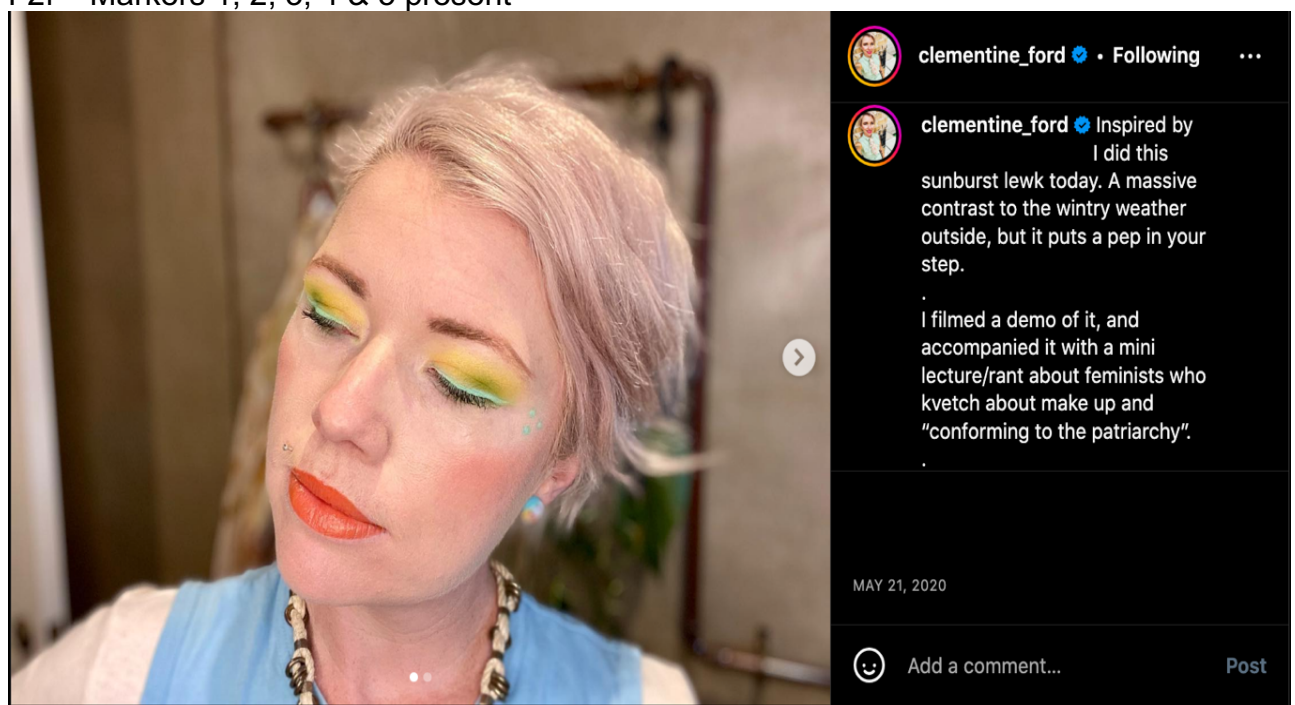 Markers 1, 2, 3, 4 & 5 present
clementine_ford • Following
clementine_ford Inspired by
I did this
sunburst lewk today. A massive
contrast to the wintry weather
outside, but it puts a pep in your
step.
.
I filmed a demo of it, and
accompanied it with a mini
lecture/rant about feminists who
kvetch about make up and
“conforming to the patriarchy”.
.
MAY 21, 2020
Add a comment...
Post